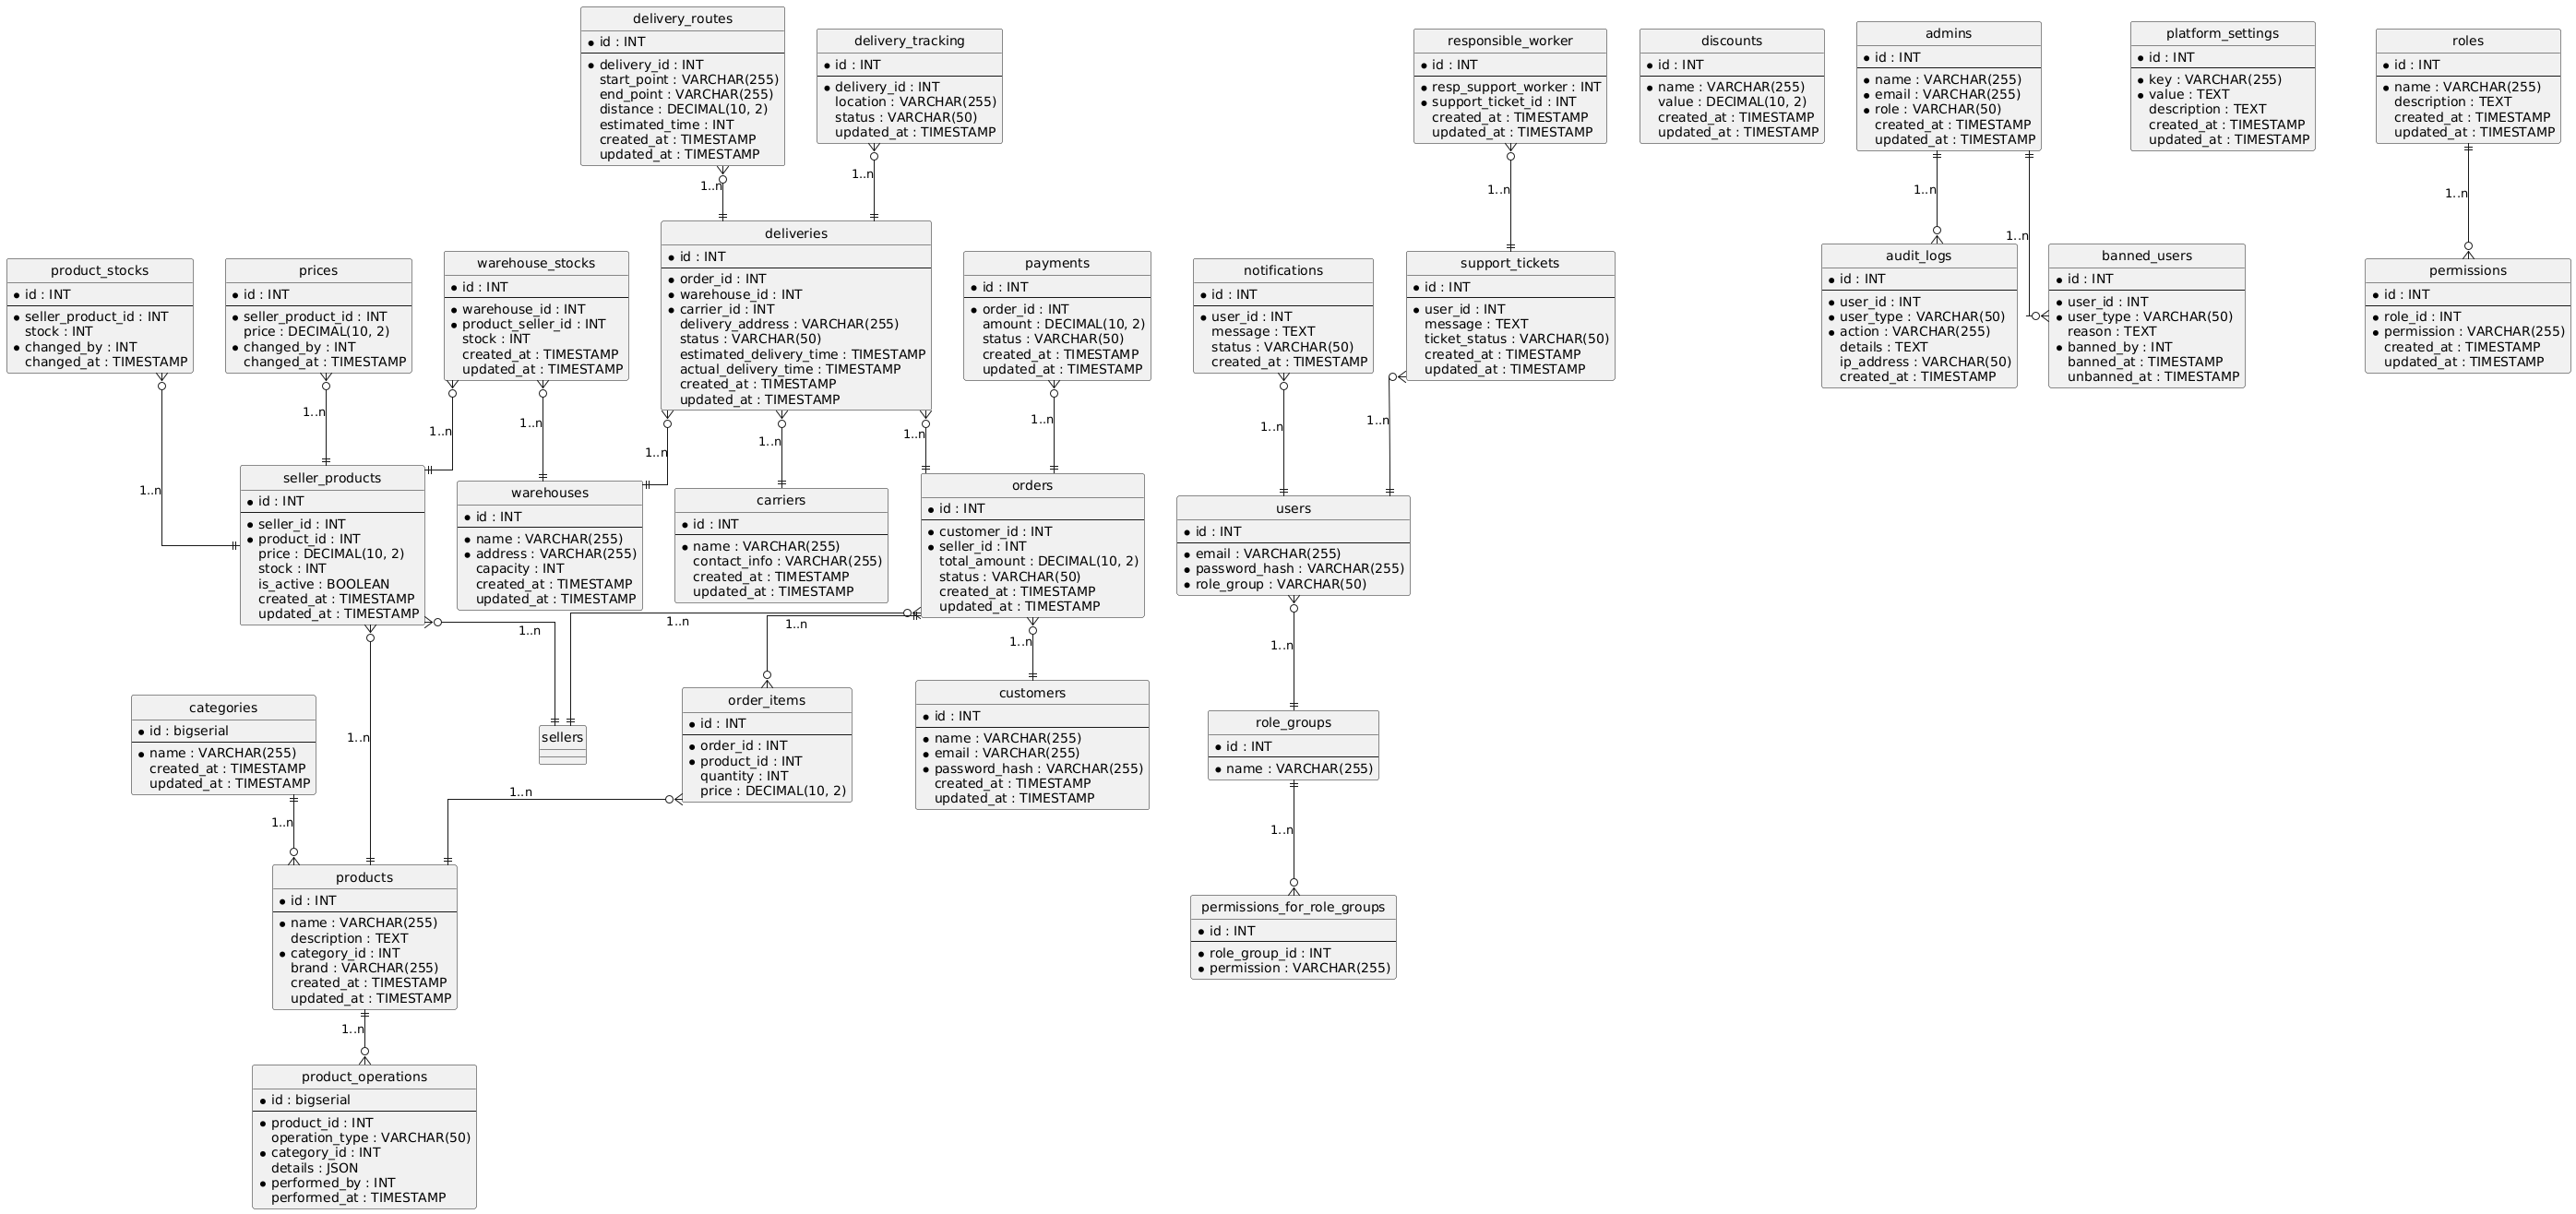 delivery_routes
id : INT
delivery_id : INT
start_point : VARCHAR(255)
end_point : VARCHAR(255)
distance : DECIMAL(10, 2)
estimated_time : INT
created_at : TIMESTAMP
updated_at : TIMESTAMP
delivery_tracking
id : INT
delivery_id : INT
location : VARCHAR(255)
status : VARCHAR(50)
updated_at : TIMESTAMP
responsible_worker
id : INT
resp_support_worker : INT
support_ticket_id : INT
created_at : TIMESTAMP
updated_at : TIMESTAMP
discounts
id : INT
name : VARCHAR(255)
value : DECIMAL(10, 2)
created_at : TIMESTAMP
updated_at : TIMESTAMP
admins
id : INT
name : VARCHAR(255)
email : VARCHAR(255)
role : VARCHAR(50)
created_at : TIMESTAMP
updated_at : TIMESTAMP
platform_settings
id : INT
key : VARCHAR(255)
value : TEXT
description : TEXT
created_at : TIMESTAMP
updated_at : TIMESTAMP
roles
id : INT
name : VARCHAR(255)
description : TEXT
created_at : TIMESTAMP
updated_at : TIMESTAMP
1..n
1..n
1..n
1..n
1..n
1..n
product_stocks
id : INT
seller_product_id : INT
stock : INT
changed_by : INT
changed_at : TIMESTAMP
prices
id : INT
seller_product_id : INT
price : DECIMAL(10, 2)
changed_by : INT
changed_at : TIMESTAMP
warehouse_stocks
id : INT
warehouse_id : INT
product_seller_id : INT
stock : INT
created_at : TIMESTAMP
updated_at : TIMESTAMP
deliveries
id : INT
order_id : INT
warehouse_id : INT
carrier_id : INT
delivery_address : VARCHAR(255)
status : VARCHAR(50)
estimated_delivery_time : TIMESTAMP
actual_delivery_time : TIMESTAMP
created_at : TIMESTAMP
updated_at : TIMESTAMP
payments
id : INT
order_id : INT
amount : DECIMAL(10, 2)
status : VARCHAR(50)
created_at : TIMESTAMP
updated_at : TIMESTAMP
notifications
id : INT
user_id : INT
message : TEXT
status : VARCHAR(50)
created_at : TIMESTAMP
support_tickets
id : INT
user_id : INT
message : TEXT
ticket_status : VARCHAR(50)
created_at : TIMESTAMP
updated_at : TIMESTAMP
audit_logs
id : INT
user_id : INT
user_type : VARCHAR(50)
action : VARCHAR(255)
details : TEXT
ip_address : VARCHAR(50)
created_at : TIMESTAMP
banned_users
id : INT
user_id : INT
user_type : VARCHAR(50)
reason : TEXT
banned_by : INT
banned_at : TIMESTAMP
unbanned_at : TIMESTAMP
permissions
id : INT
role_id : INT
permission : VARCHAR(255)
created_at : TIMESTAMP
updated_at : TIMESTAMP
1..n
1..n
1..n
1..n
1..n
1..n
1..n
1..n
1..n
1..n
seller_products
id : INT
seller_id : INT
product_id : INT
price : DECIMAL(10, 2)
stock : INT
is_active : BOOLEAN
created_at : TIMESTAMP
updated_at : TIMESTAMP
warehouses
id : INT
name : VARCHAR(255)
address : VARCHAR(255)
capacity : INT
created_at : TIMESTAMP
updated_at : TIMESTAMP
carriers
id : INT
name : VARCHAR(255)
contact_info : VARCHAR(255)
created_at : TIMESTAMP
updated_at : TIMESTAMP
orders
id : INT
customer_id : INT
seller_id : INT
total_amount : DECIMAL(10, 2)
status : VARCHAR(50)
created_at : TIMESTAMP
updated_at : TIMESTAMP
users
id : INT
email : VARCHAR(255)
password_hash : VARCHAR(255)
role_group : VARCHAR(50)
1..n
1..n
1..n
1..n
1..n
1..n
categories
id : bigserial
name : VARCHAR(255)
created_at : TIMESTAMP
updated_at : TIMESTAMP
sellers
order_items
id : INT
order_id : INT
product_id : INT
quantity : INT
price : DECIMAL(10, 2)
customers
id : INT
name : VARCHAR(255)
email : VARCHAR(255)
password_hash : VARCHAR(255)
created_at : TIMESTAMP
updated_at : TIMESTAMP
role_groups
id : INT
name : VARCHAR(255)
1..n
1..n
1..n
products
id : INT
name : VARCHAR(255)
description : TEXT
category_id : INT
brand : VARCHAR(255)
created_at : TIMESTAMP
updated_at : TIMESTAMP
permissions_for_role_groups
id : INT
role_group_id : INT
permission : VARCHAR(255)
1..n
product_operations
id : bigserial
product_id : INT
operation_type : VARCHAR(50)
category_id : INT
details : JSON
performed_by : INT
performed_at : TIMESTAMP